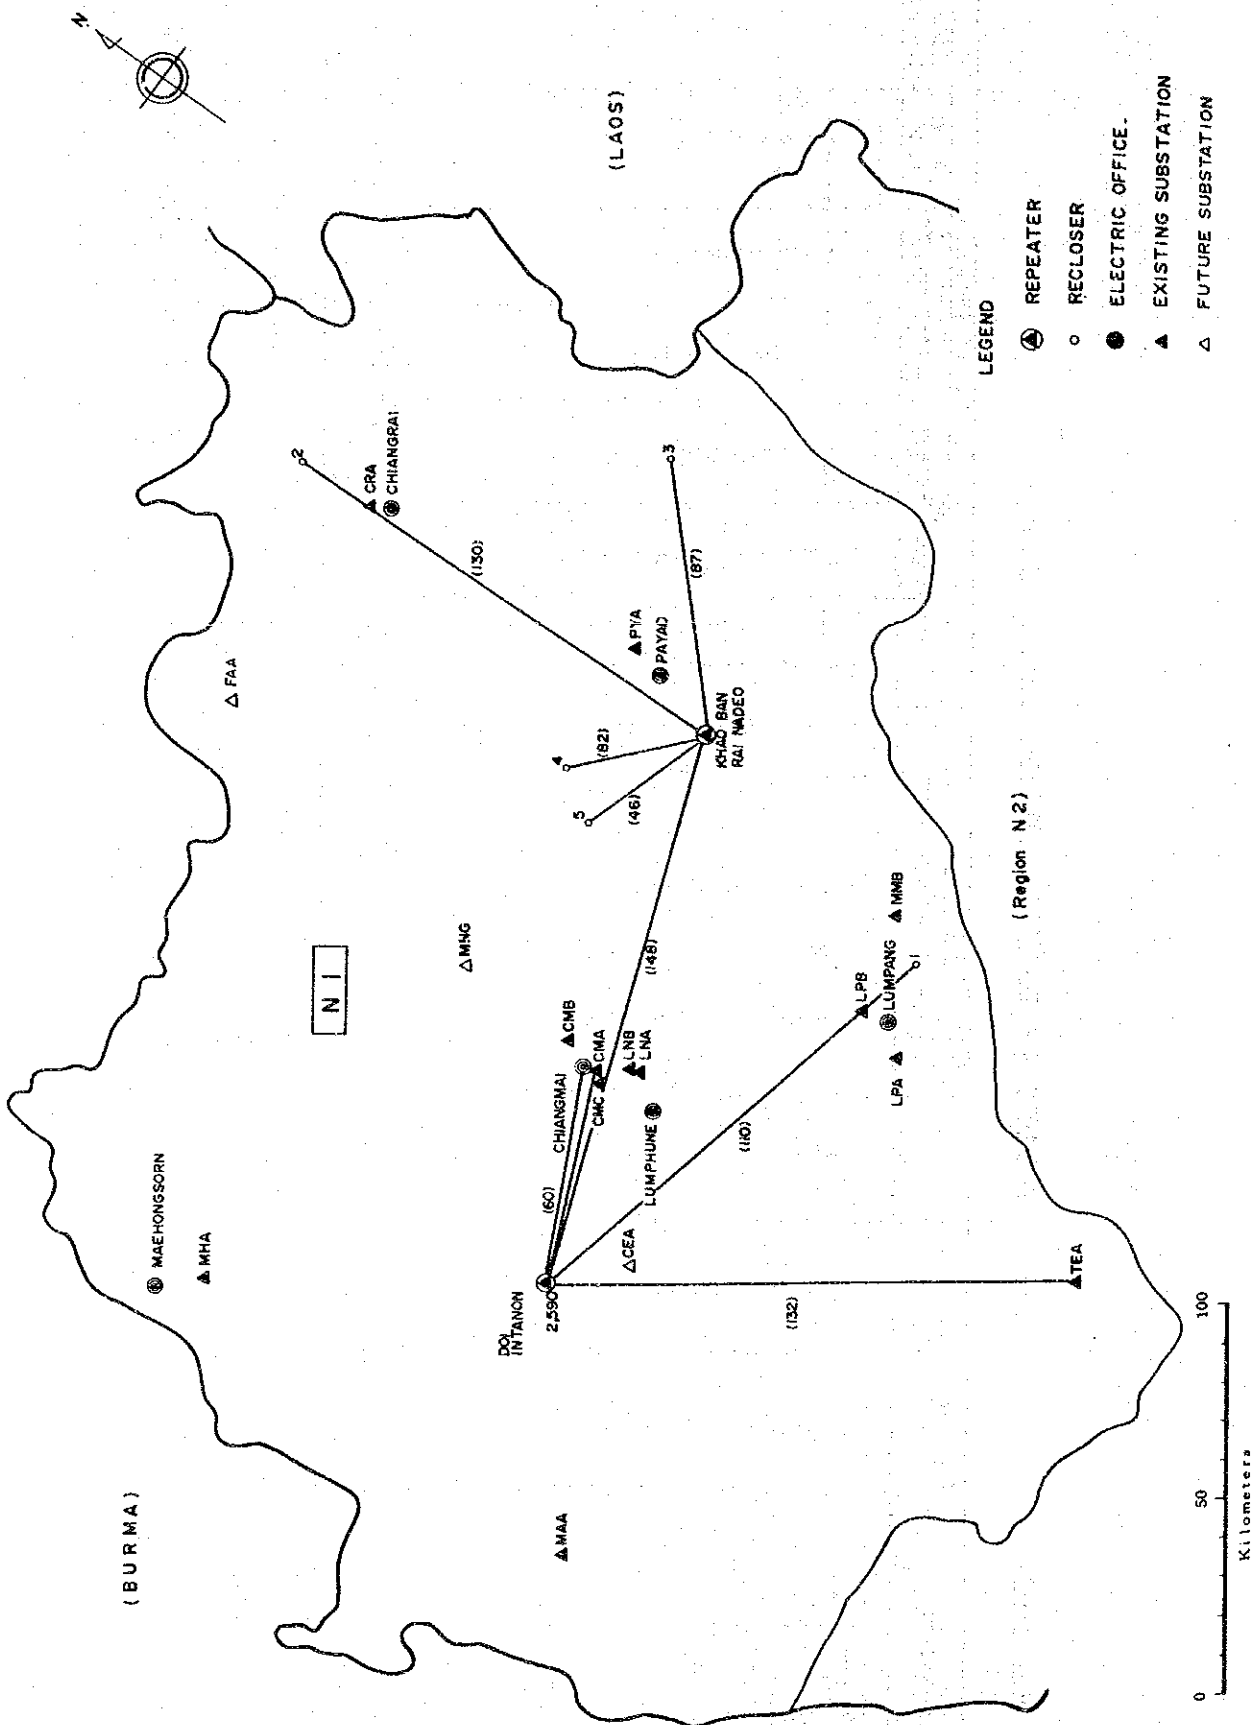 N
(BURMA)
(LAOS)
(Region N2)
N 1
MAEHONGSORN
MHA
FAA
MNG
MAA
2
CRA
CHIANGRAI
(130)
3
(87)
PYA
PAYAO
KHAO BAN
RAI NADEO
4
(82)
5
(46)
(148)
CMB
CHIANGMAI
CMA
CMC
LNB
LNA
LUMPHUNE
(60)
DOI
INTANON
2,590
CEA
(110)
LPB
LUMPANG
LPA
MMB
1
(132)
TEA
LEGEND
REPEATER
RECLOSER
ELECTRIC OFFICE.
EXISTING SUBSTATION
FUTURE SUBSTATION
0 50 100
Kilometers